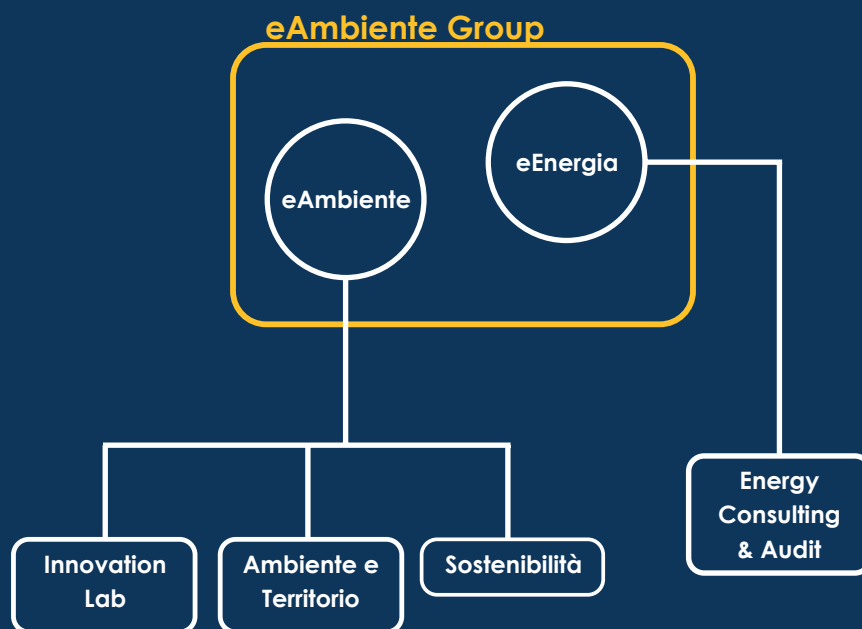 eAmbiente Group
eAmbiente
eEnergia
Innovation
Lab
Ambiente e
Territorio
Sostenibilità
Energy
Consulting
& Audit